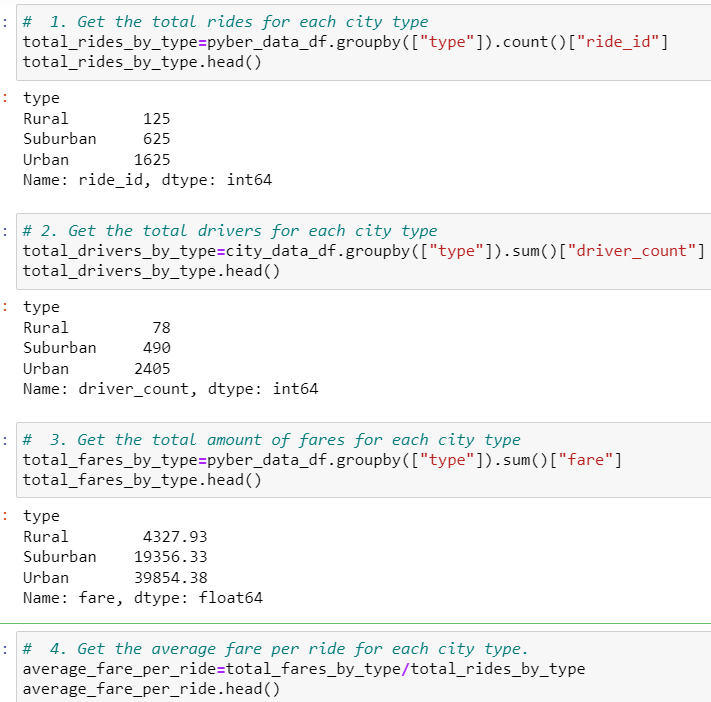 : #  1. Get the total rides for each city type
total_rides_by_type=pyber_data_df.groupby(["type"]).count()["ride_id"]
total_rides_by_type.head()
: type
Rural        125
Suburban     625
Urban       1625
Name: ride_id, dtype: int64
: # 2. Get the total drivers for each city type
total_drivers_by_type=city_data_df.groupby(["type"]).sum()["driver_count"]
total_drivers_by_type.head()
: type
Rural         78
Suburban     490
Urban       2405
Name: driver_count, dtype: int64
: #  3. Get the total amount of fares for each city type
total_fares_by_type=pyber_data_df.groupby(["type"]).sum()["fare"]
total_fares_by_type.head()
: type
Rural        4327.93
Suburban    19356.33
Urban       39854.38
Name: fare, dtype: float64
: #  4. Get the average fare per ride for each city type.
average_fare_per_ride=total_fares_by_type/total_rides_by_type
average_fare_per_ride.head()